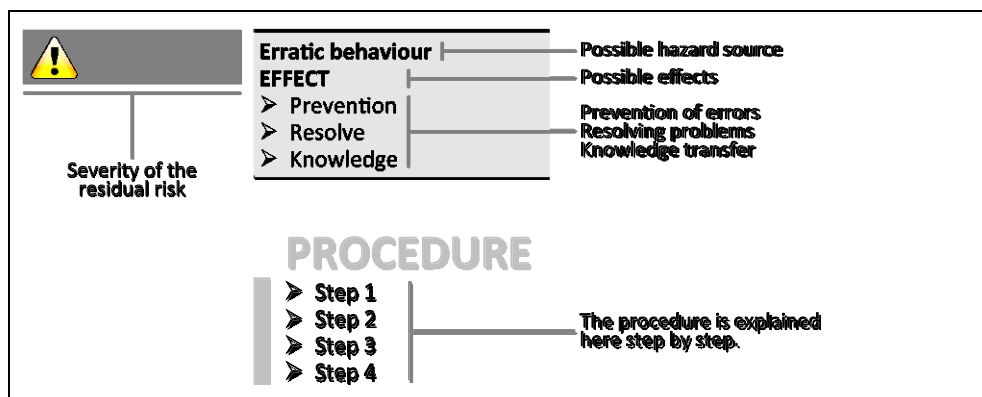 Erratic behaviour
Possible hazard source
EFFECT
Possible effects
➢ Prevention
➢ Resolve
➢ Knowledge
Prevention of errors
Resolving problems
Knowledge transfer
Severity of the
residual risk
PROCEDURE
➢ Step 1
➢ Step 2
➢ Step 3
➢ Step 4
The procedure is explained
here step by step.